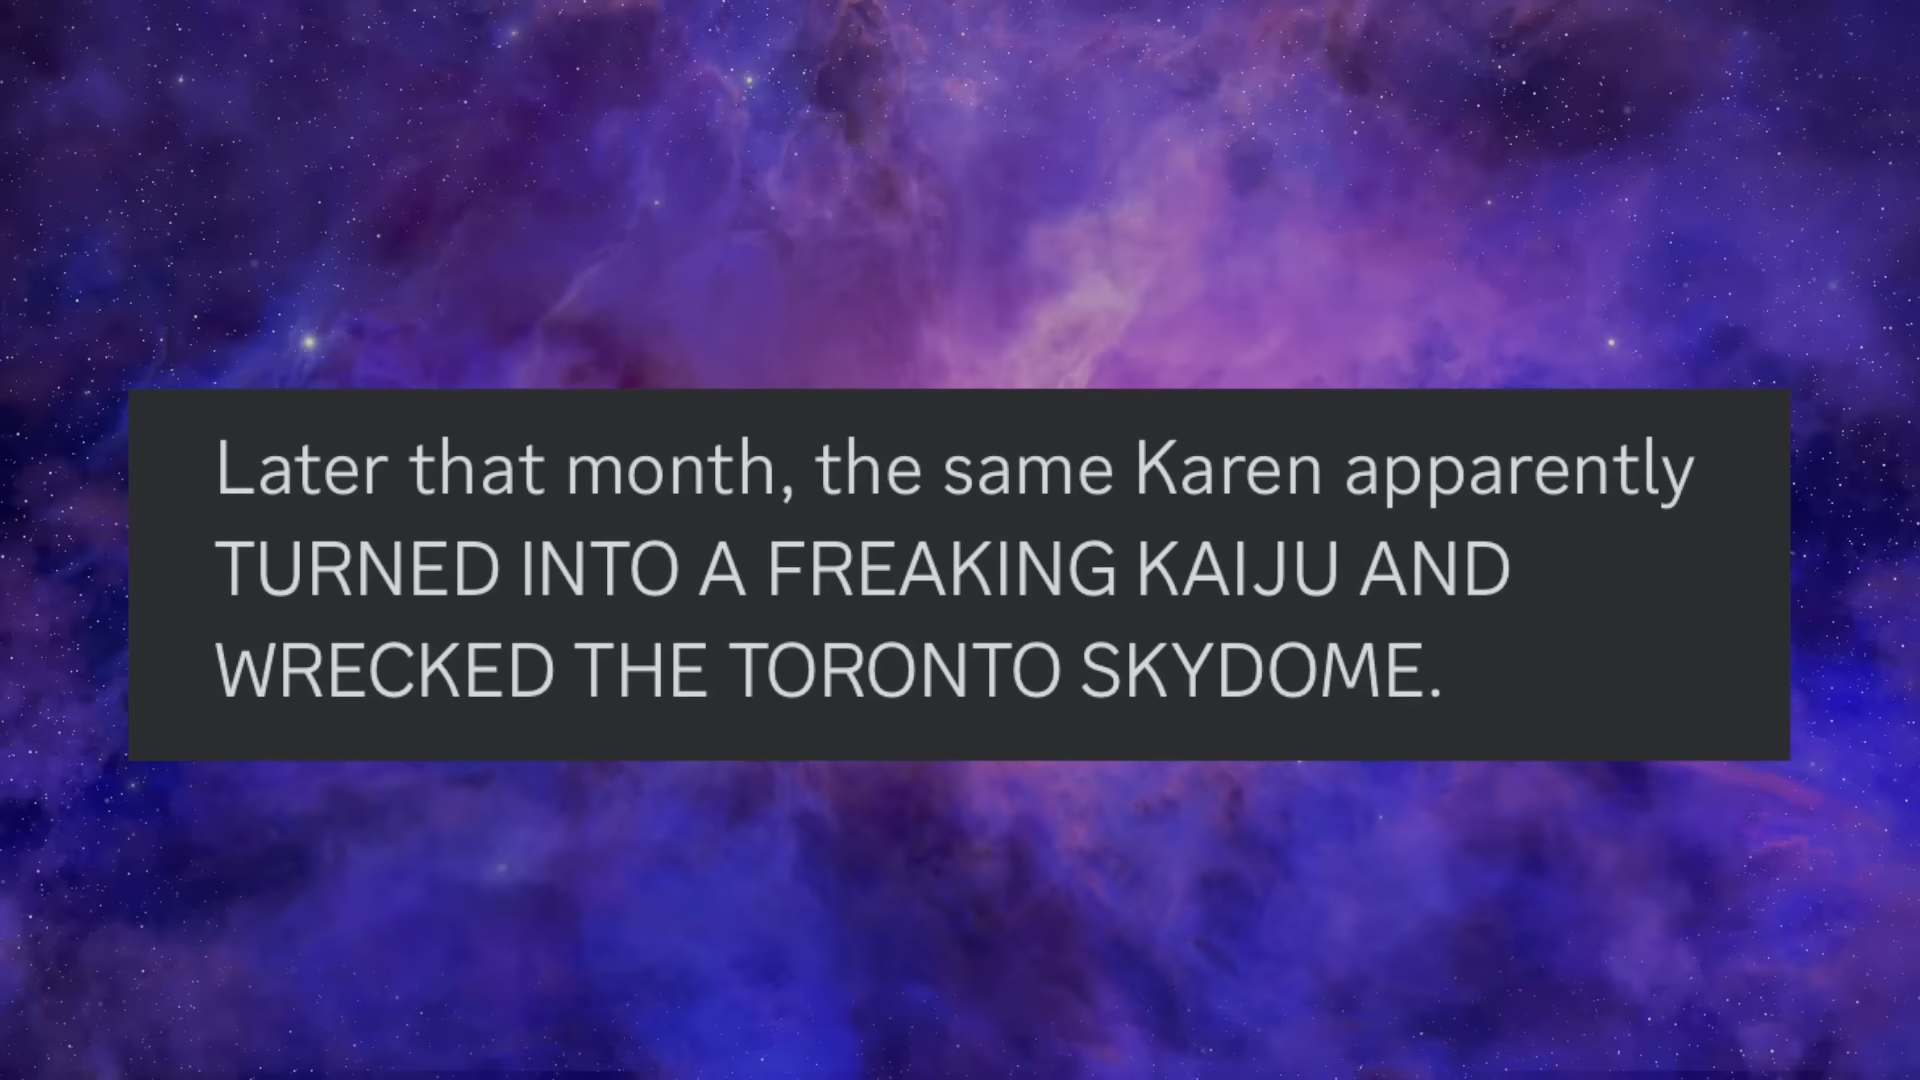 Later that month, the same Karen apparently
TURNED INTO A FREAKING KAIJU AND
WRECKED THE TORONTO SKYDOME.